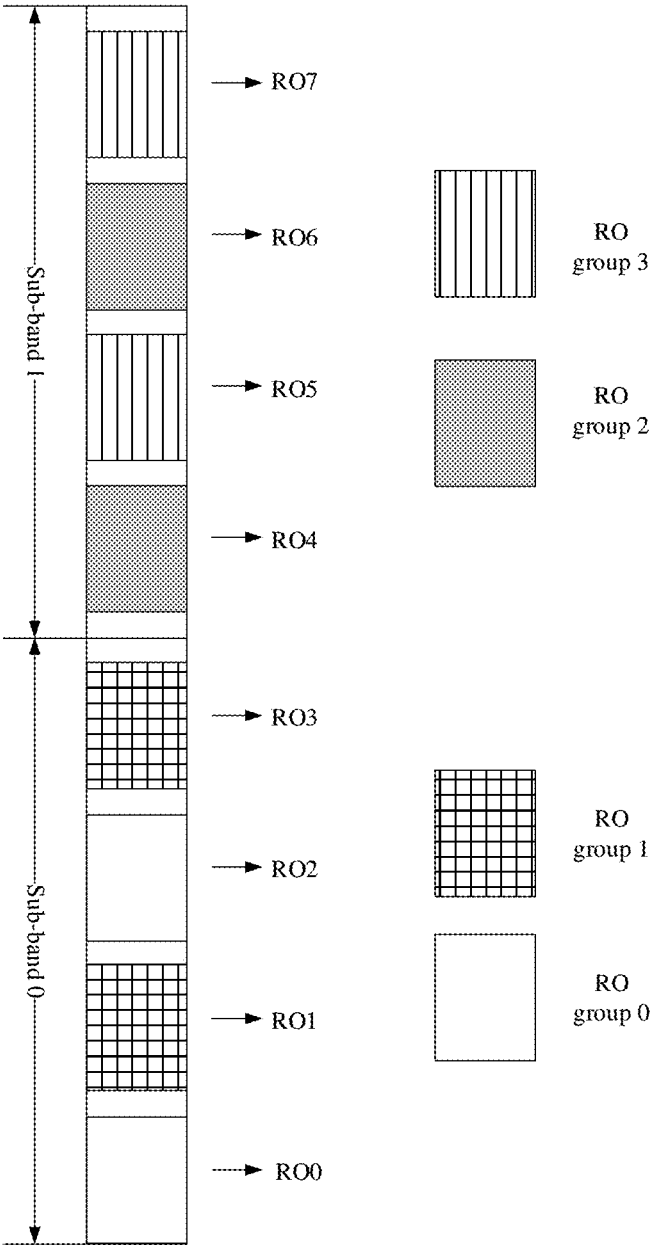 RO7
RO6
Sub-band 1
RO5
RO4
RO3
RO2
Sub-band 0
RO1
RO0
RO
group 3
RO
group 2
RO
group 1
RO
group 0